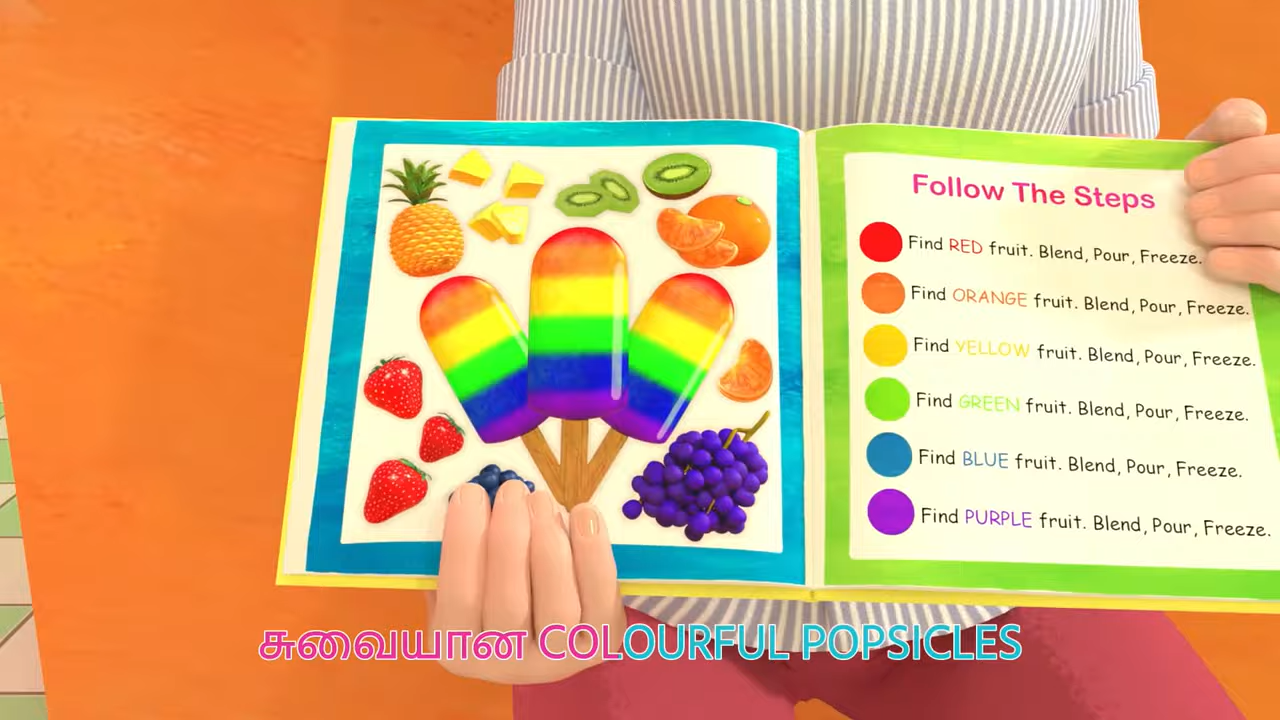 Follow The Steps
Find RED fruit. Blend, Pour, Freeze.
Find ORANGE fruit. Blend, Pour, Freeze.
Find YELLOW fruit. Blend, Pour, Freeze.
Find GREEN fruit. Blend, Pour, Freeze.
Find BLUE fruit. Blend, Pour, Freeze.
Find PURPLE fruit. Blend, Pour, Freeze.
சுவையான COLOURFUL POPSICLES